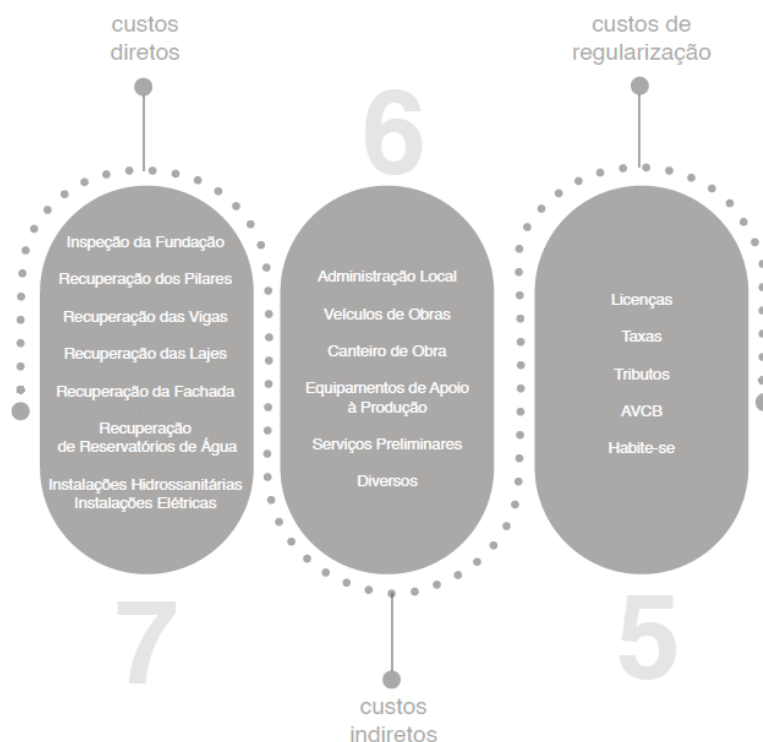 custos
diretos
Inspeção da Fundação
Recuperação dos Pilares
Recuperação das Vigas
Recuperação das Lajes
Recuperação da Fachada
Recuperação
de Reservatórios de Água
Instalações Hidrossanitárias
Instalações Elétricas
7
6
Administração Local
Veículos de Obras
Canteiro de Obra
Equipamentos de Apoio
à Produção
Serviços Preliminares
Diversos
custos
indiretos
custos de
regularização
Licenças
Taxas
Tributos
AVCB
Habite-se
5